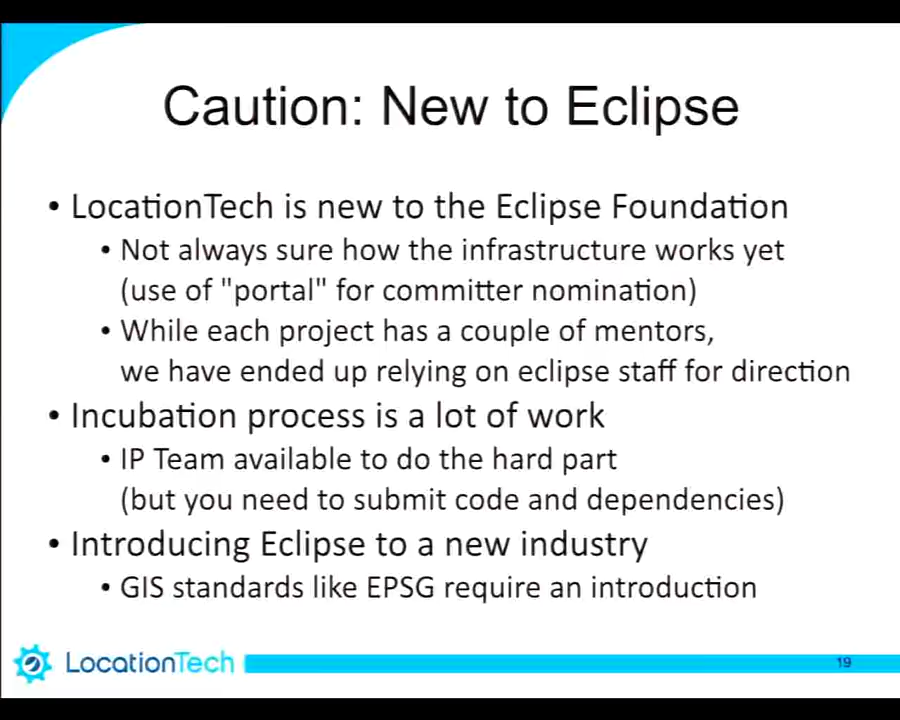 Caution: New to Eclipse
• LocationTech is new to the Eclipse Foundation
• Not always sure how the infrastructure works yet
(use of "portal" for committer nomination)
• While each project has a couple of mentors,
we have ended up relying on eclipse staff for direction
• Incubation process is a lot of work
• IP Team available to do the hard part
(but you need to submit code and dependencies)
• Introducing Eclipse to a new industry
• GIS standards like EPSG require an introduction
LocationTech
19